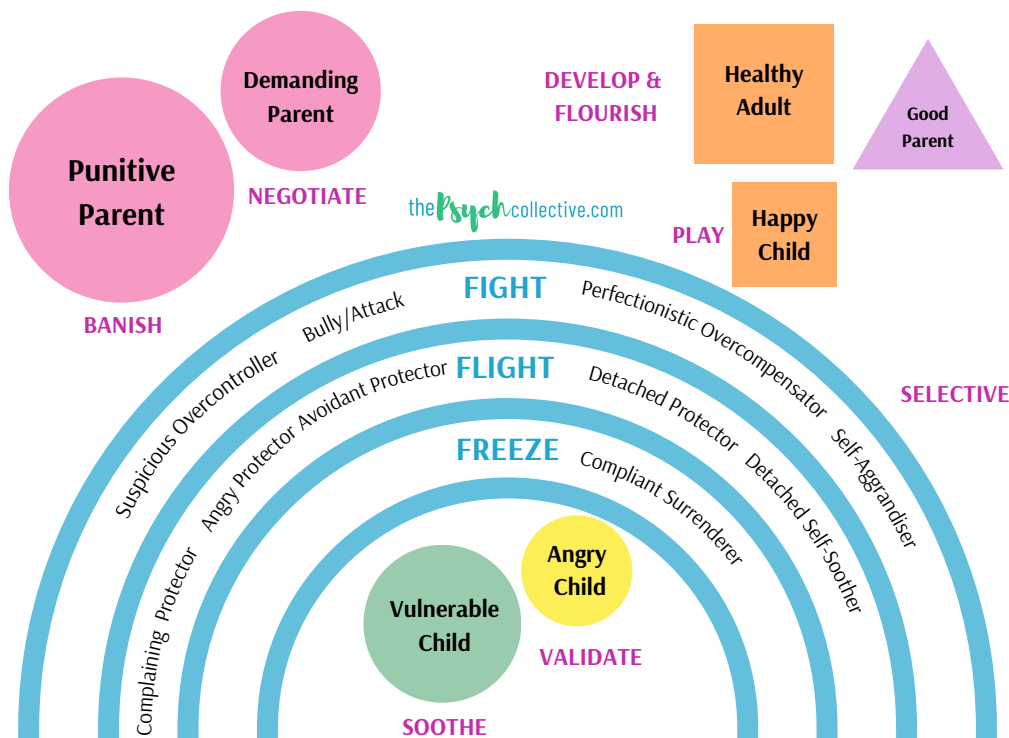 Demanding
Parent
Punitive
Parent
NEGOTIATE
BANISH
DEVELOP &
FLOURISH
Healthy
Adult
Good
Parent
PLAY
Happy
Child
thePsychcollective.com
FIGHT
Suspicious Overcontroller
Bully/Attack
Perfectionistic Overcompensator
Self-Aggrandiser
SELECTIVE
FLIGHT
Complaining Protector
Angry Protector
Avoidant Protector
Detached Protector
Detached Self-Soother
FREEZE
Compliant Surrenderer
Angry
Child
Vulnerable
Child
VALIDATE
SOOTHE